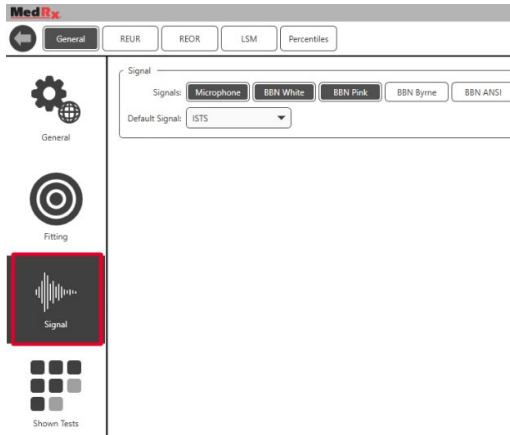 MedRx
General REUR REOR LSM Percentiles
Signal
Signals: Microphone BBN White BBN Pink BBN Byrne BBN ANSI
Default Signal: ISTS
General
Fitting
Signal
Shown Tests